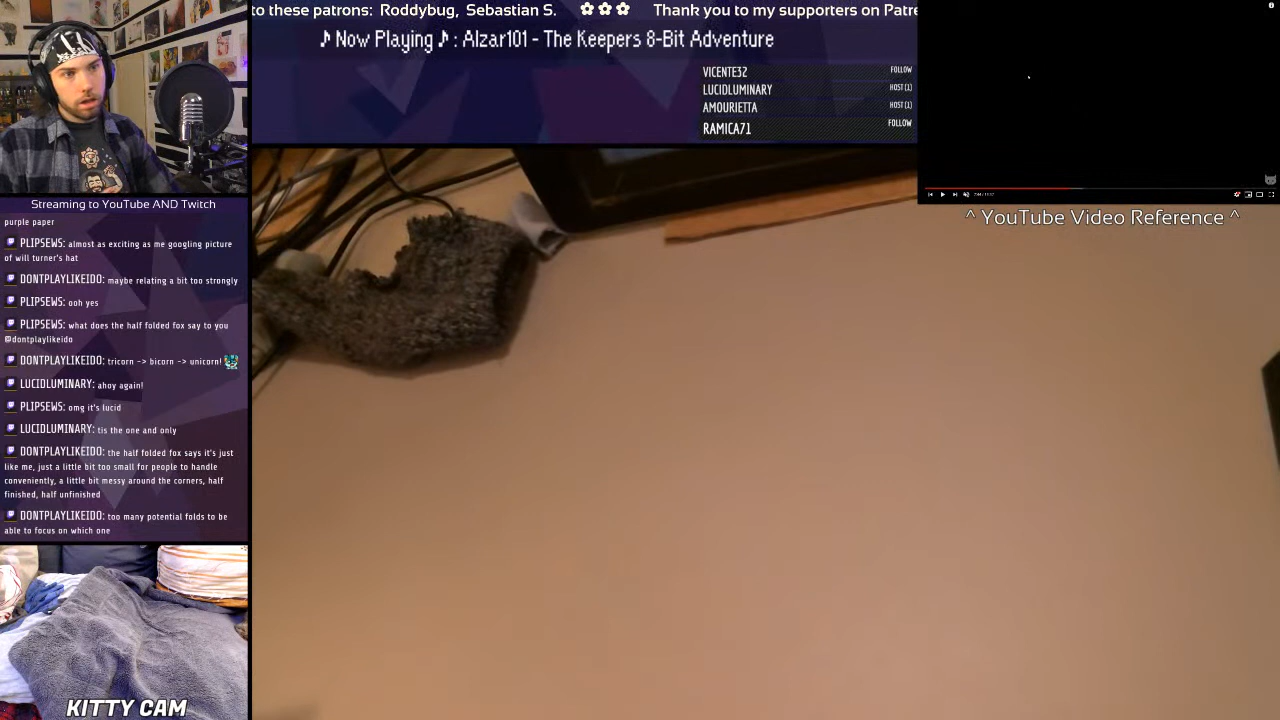 to these patrons: Roddybug, Sebastian S. ✿ ✿ ✿ Thank you to my supporters on Patre
♪ Now Playing ♪ : Alzar101 - The Keepers 8-Bit Adventure
VICENTE32 FOLLOW
LUCIDLUMINARY HOST (1)
AMOURIETTA HOST (1)
RAMICA71 FOLLOW
^ YouTube Video Reference ^
Streaming to YouTube AND Twitch
purple paper
PLIPSEWS: almost as exciting as me googling picture
of will turner's hat
DONTPLAYLIKEIDO: maybe relating a bit too strongly
PLIPSEWS: ooh yes
PLIPSEWS: what does the half folded fox say to you
@dontplaylikeido
DONTPLAYLIKEIDO: tricorn -> bicorn -> unicorn!
LUCIDLUMINARY: ahoy again!
PLIPSEWS: omg it's lucid
LUCIDLUMINARY: tis the one and only
DONTPLAYLIKEIDO: the half folded fox says it's just
like me, just a little bit too small for people to handle
conveniently, a little bit messy around the corners, half
finished, half unfinished
DONTPLAYLIKEIDO: too many potential folds to be
able to focus on which one
KITTY CAM